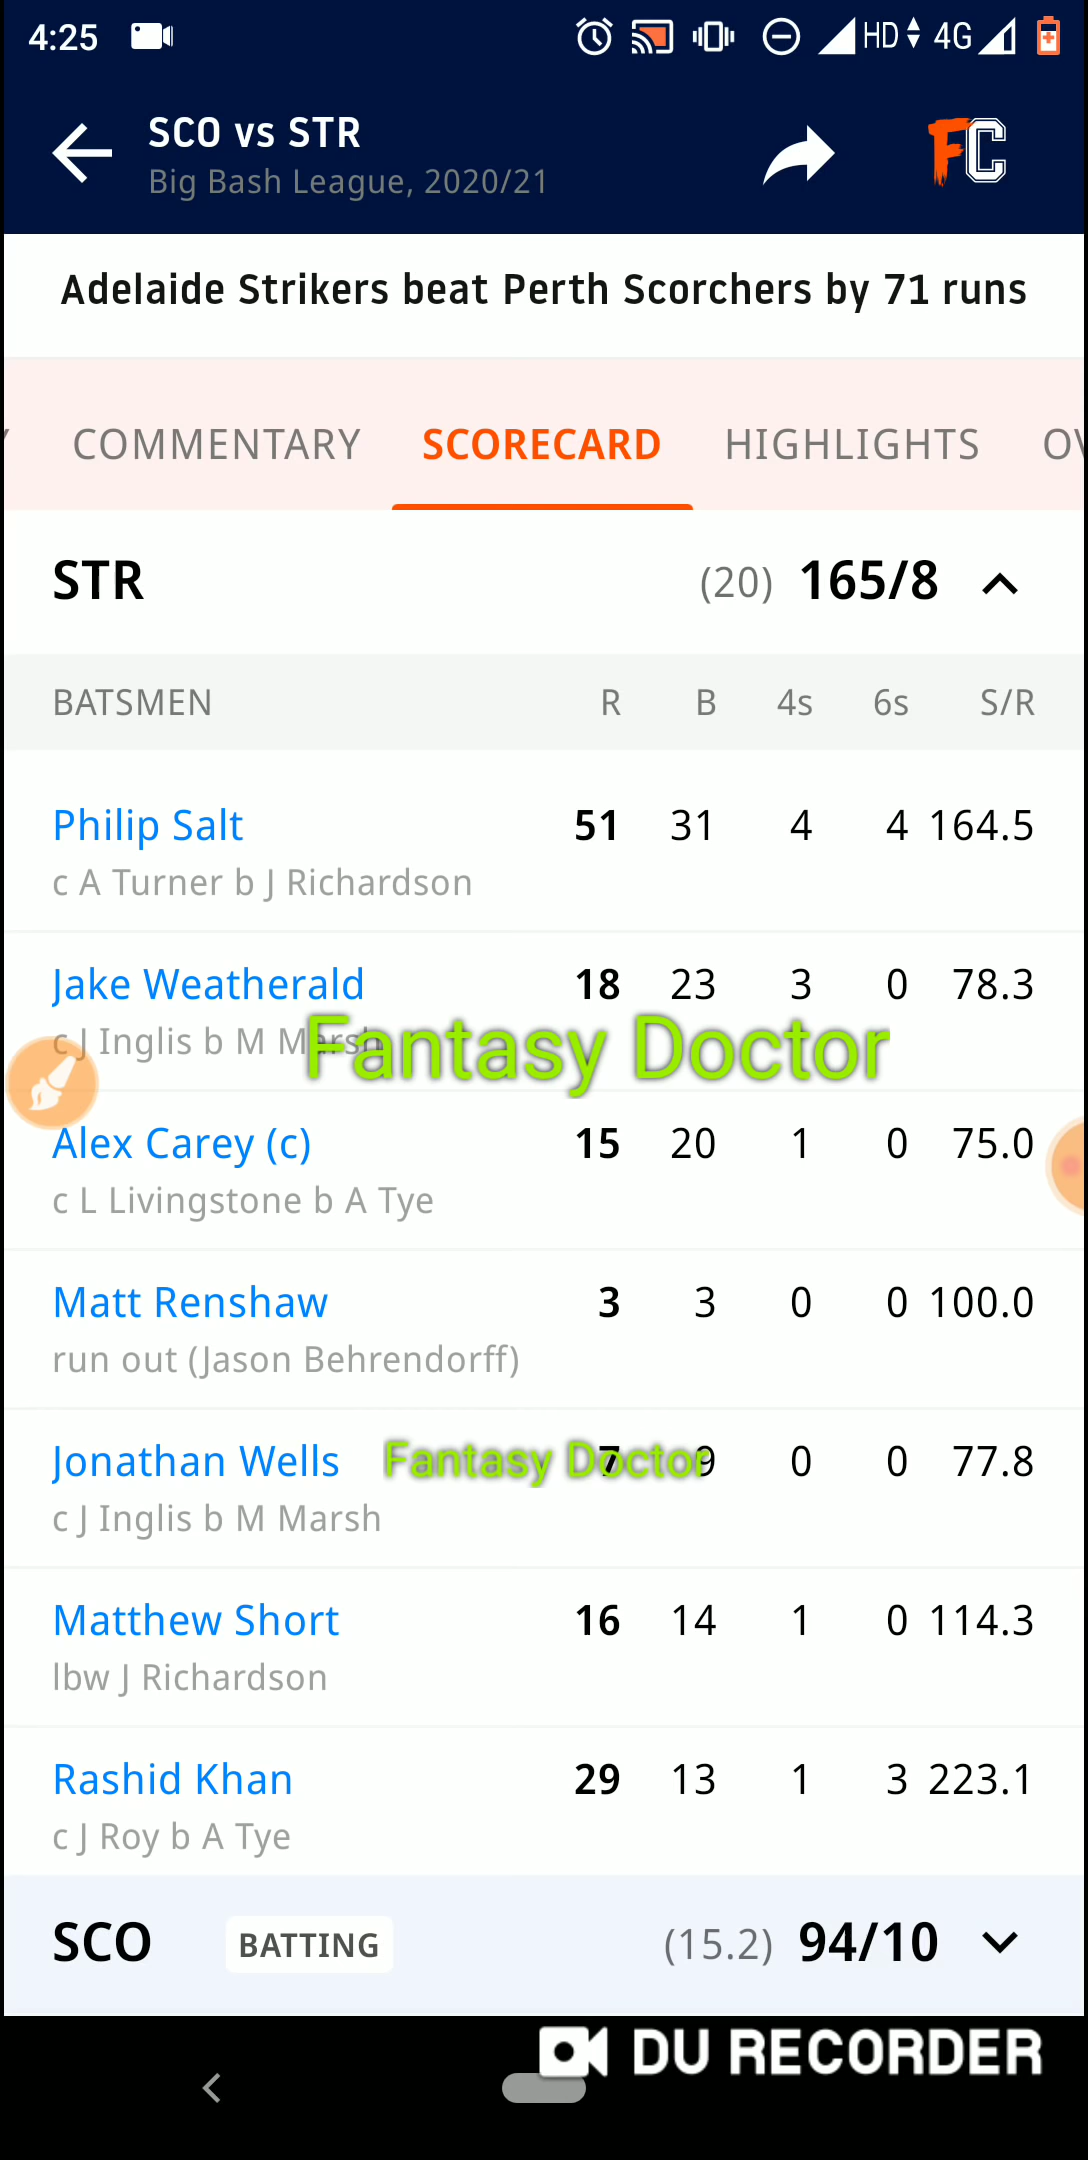 4:25 HD 4G
SCO vs STR
Big Bash League, 2020/21
FC
Adelaide Strikers beat Perth Scorchers by 71 runs
COMMENTARY SCORECARD HIGHLIGHTS
STR (20) 165/8
BATSMEN R B 4s 6s S/R
Philip Salt 51 31 4 4 164.5
c A Turner b J Richardson
Jake Weatherald 18 23 3 0 78.3
c J Inglis b M Marsh
Fantasy Doctor
Alex Carey (c) 15 20 1 0 75.0
c L Livingstone b A Tye
Matt Renshaw 3 3 0 0 100.0
run out (Jason Behrendorff)
Jonathan Wells 7 9 0 0 77.8
Fantasy Doctor
c J Inglis b M Marsh
Matthew Short 16 14 1 0 114.3
lbw J Richardson
Rashid Khan 29 13 1 3 223.1
c J Roy b A Tye
SCO BATTING (15.2) 94/10
DU RECORDER